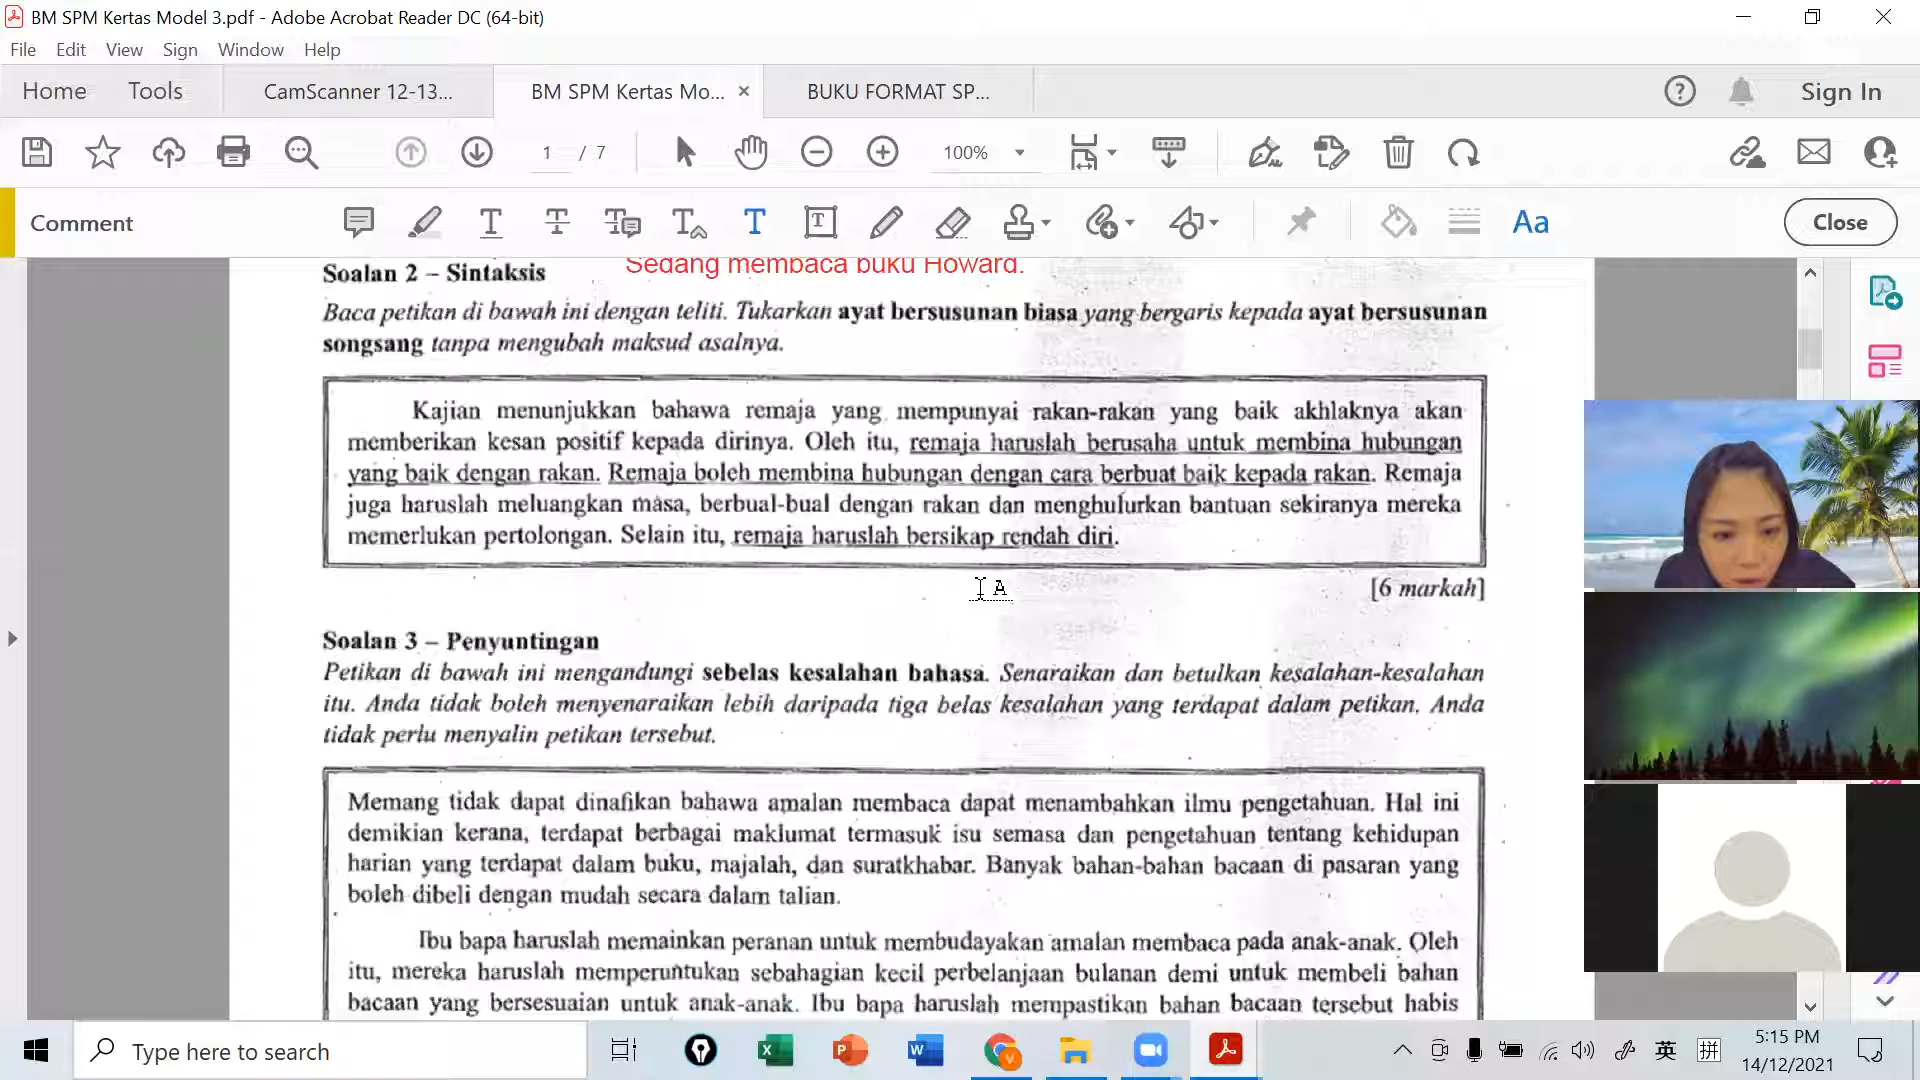 BM SPM Kertas Model 3.pdf - Adobe Acrobat Reader DC (64-bit)
File Edit View Sign Window Help
Home Tools CamScanner 12-13... BM SPM Kertas Mo... × BUKU FORMAT SP... Sign In
1 / 7 100%
Comment Aa Close
Sedang membaca buku Howard.
Soalan 2 – Sintaksis
Baca petikan di bawah ini dengan teliti. Tukarkan ayat bersusunan biasa yang bergaris kepada ayat bersusunan
songsang tanpa mengubah maksud asalnya.
Kajian menunjukkan bahawa remaja yang mempunyai rakan-rakan yang baik akhlaknya akan
memberikan kesan positif kepada dirinya. Oleh itu, remaja haruslah berusaha untuk membina hubungan
yang baik dengan rakan. Remaja boleh membina hubungan dengan cara berbuat baik kepada rakan. Remaja
juga haruslah meluangkan masa, berbual-bual dengan rakan dan menghulurkan bantuan sekiranya mereka
memerlukan pertolongan. Selain itu, remaja haruslah bersikap rendah diri.
[6 markah]
Soalan 3 – Penyuntingan
Petikan di bawah ini mengandungi sebelas kesalahan bahasa. Senaraikan dan betulkan kesalahan-kesalahan
itu. Anda tidak boleh menyenaraikan lebih daripada tiga belas kesalahan yang terdapat dalam petikan. Anda
tidak perlu menyalin petikan tersebut.
Memang tidak dapat dinafikan bahawa amalan membaca dapat menambahkan ilmu pengetahuan. Hal ini
demikian kerana, terdapat berbagai maklumat termasuk isu semasa dan pengetahuan tentang kehidupan
harian yang terdapat dalam buku, majalah, dan suratkhabar. Banyak bahan-bahan bacaan di pasaran yang
boleh dibeli dengan mudah secara dalam talian.
Ibu bapa haruslah memainkan peranan untuk membudayakan amalan membaca pada anak-anak. Oleh
itu, mereka haruslah memperuntukan sebahagian kecil perbelanjaan bulanan demi untuk membeli bahan
bacaan yang bersesuaian untuk anak-anak. Ibu bapa haruslah mempastikan bahan bacaan tersebut habis
Type here to search
英 拼 5:15 PM
14/12/2021